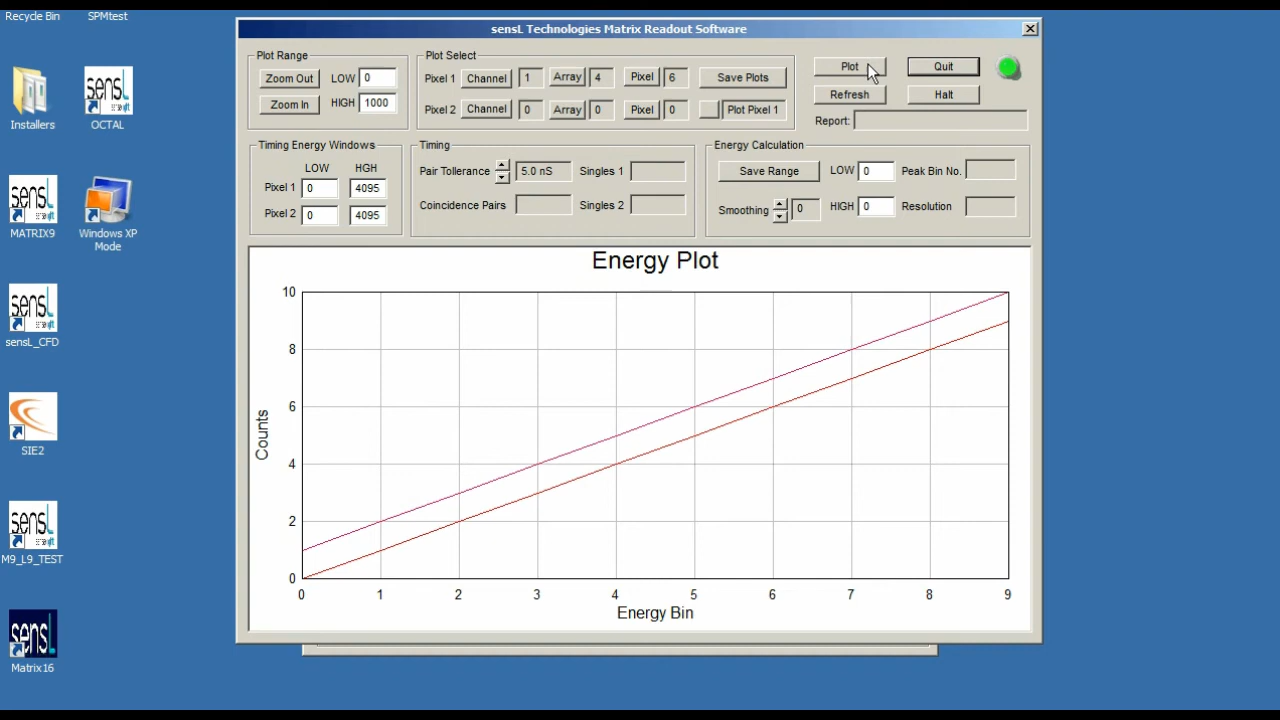 Recycle Bin
SPMtest
sensL Technologies Matrix Readout Software
Plot Range
Zoom Out LOW 0
Zoom In HIGH 1000
Plot Select
Pixel 1 Channel 1 Array 4 Pixel 6 Save Plots
Pixel 2 Channel 0 Array 0 Pixel 0 Plot Pixel 1
Plot Quit
Refresh Halt
Report:
Timing Energy Windows
LOW HGH
Pixel 1 0 4095
Pixel 2 0 4095
Timing
Pair Tollerance 5.0 nS Singles 1
Coincidence Pairs Singles 2
Energy Calculation
Save Range LOW 0 Peak Bin No.
Smoothing 0 HIGH 0 Resolution
Energy Plot
10
8
6
4
2
0
Counts
0 1 2 3 4 5 6 7 8 9
Energy Bin
Installers
sensL
OCTAL
sensL
MATRIX9
Windows XP
Mode
sensL
sensL_CFD
SIE2
sensL
M9_L9_TEST
sensL
Matrix16